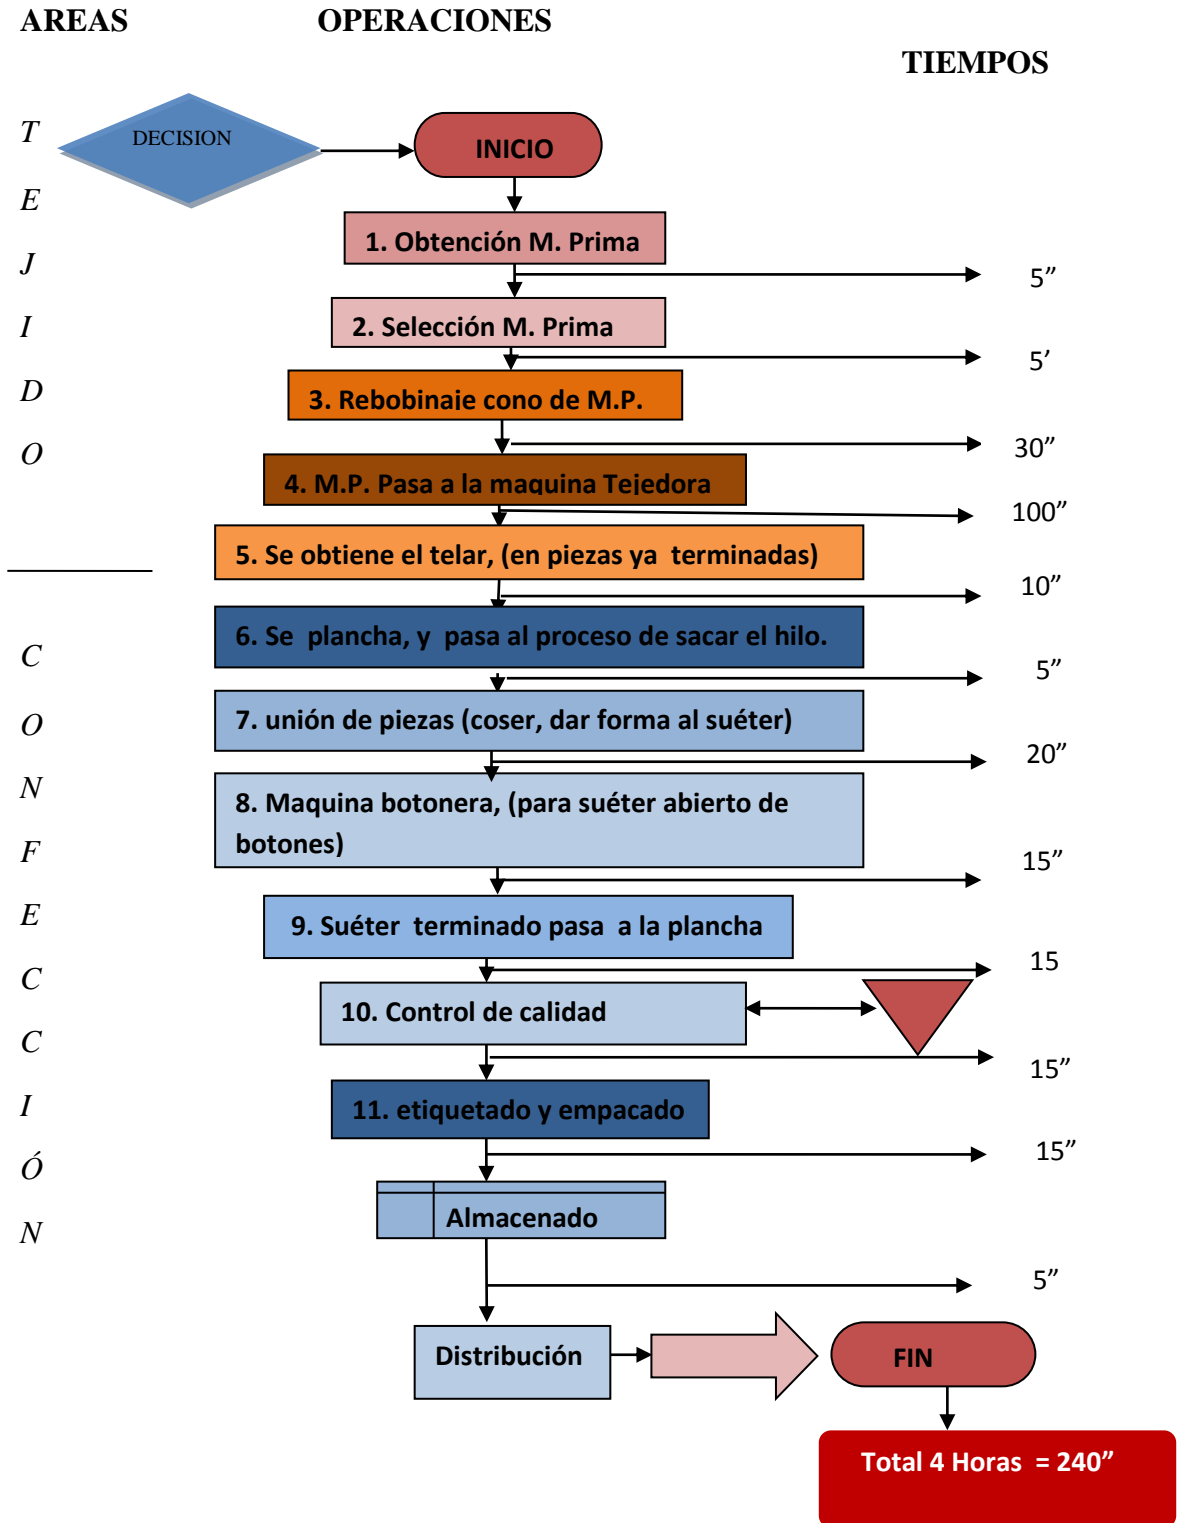 AREAS
OPERACIONES
TIEMPOS
T
E
J
I
D
O
DECISION
INICIO
1. Obtención M. Prima
5”
2. Selección M. Prima
5’
3. Rebobinaje cono de M.P.
30”
4. M.P. Pasa a la maquina Tejedora
100”
5. Se obtiene el telar, (en piezas ya terminadas)
10”
C
O
N
F
E
C
C
I
Ó
N
6. Se plancha, y pasa al proceso de sacar el hilo.
5”
7. unión de piezas (coser, dar forma al suéter)
20”
8. Maquina botonera, (para suéter abierto de
botones)
15”
9. Suéter terminado pasa a la plancha
15
10. Control de calidad
15”
11. etiquetado y empacado
15”
Almacenado
5”
Distribución
FIN
Total 4 Horas = 240”